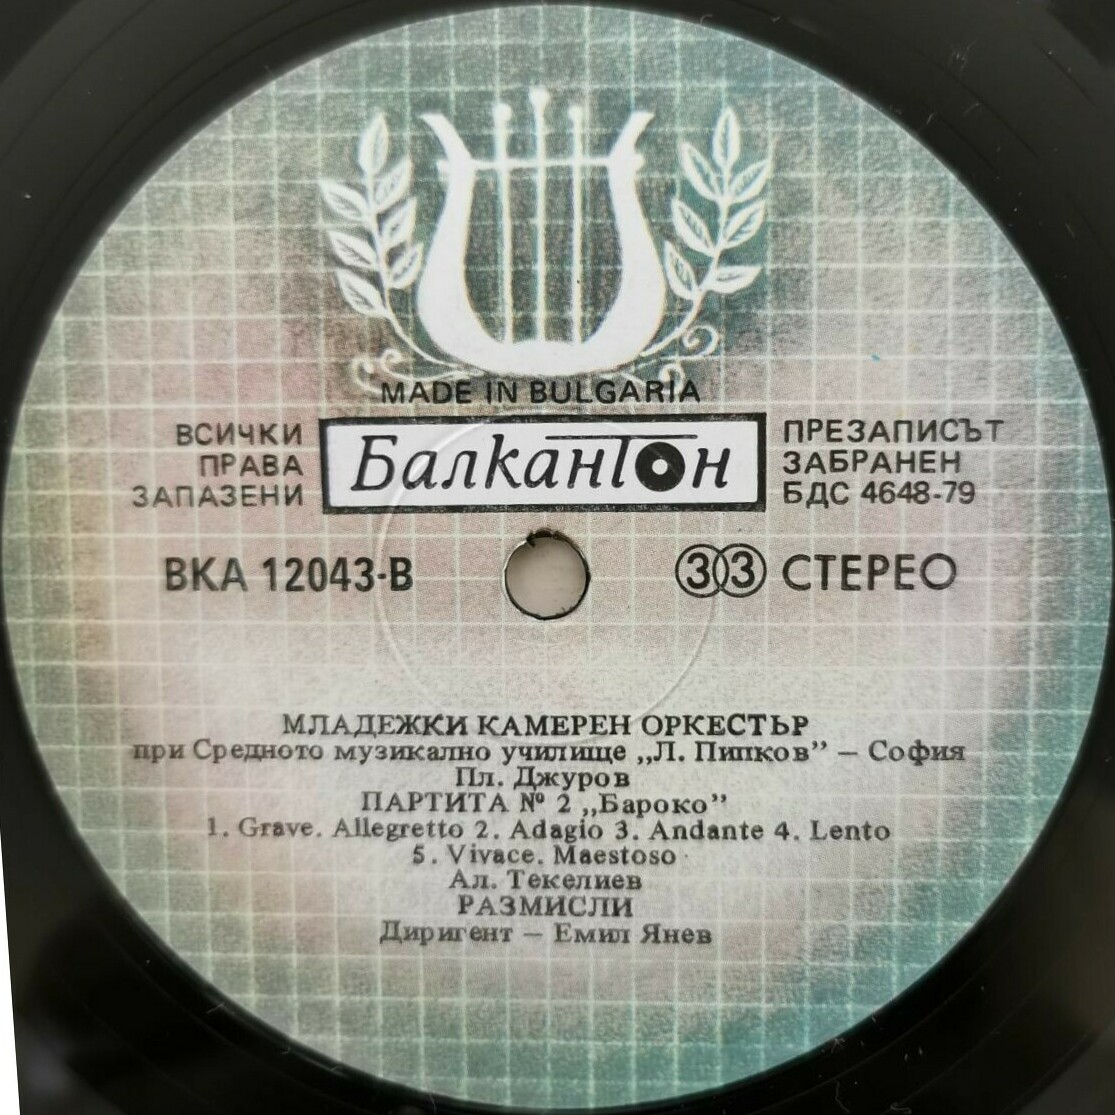 MADE IN BULGARIA
ВСИЧКИ
ПРАВА
ЗАПАЗЕНИ
Балкантон
ПРЕЗАПИСЪТ
ЗАБРАНЕН
БДС 4648-79
ВКА 12043-В
33 СТЕРЕО
МЛАДЕЖКИ КАМЕРЕН ОРКЕСТЪР
при Средното музикално училище „Л. Пипков” — София
Пл. Джуров
ПАРТИТА № 2 „Бароко”
1. Grave. Allegretto 2. Adagio 3. Andante 4. Lento
5. Vivace. Maestoso
Ал. Текелиев
РАЗМИСЛИ
Диригент — Емил Янев